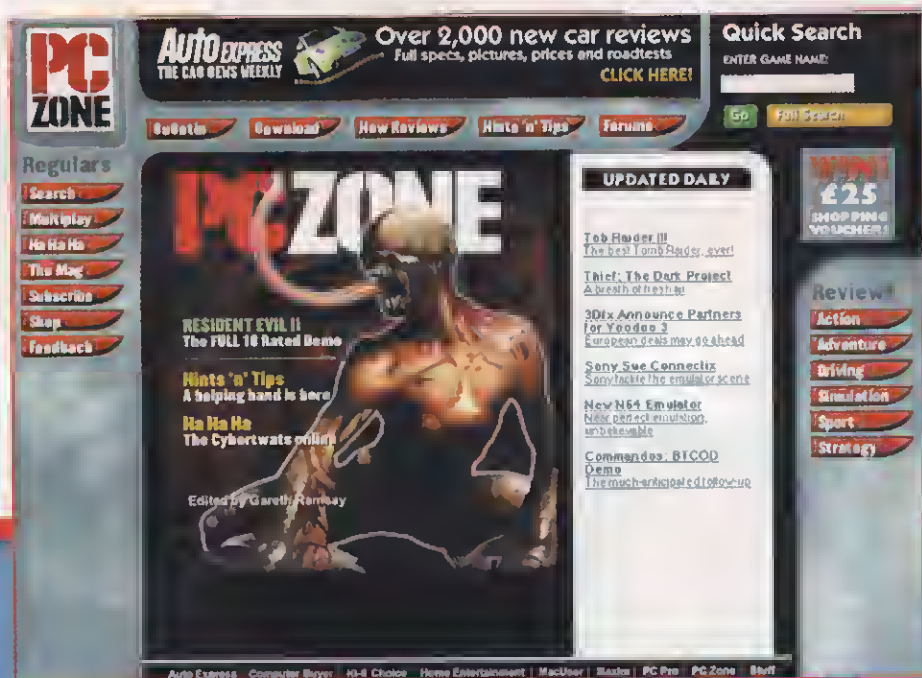 PC
ZONE
AUTO EXPRESS
THE CAR NEWS WEEKLY
Over 2,000 new car reviews
Full specs, pictures, prices and roadtests
CLICK HERE!
Quick Search
ENTER GAME NAME:
Go
Full Search
Bulletin
Download
New Reviews
Hints 'n' Tips
Forums
Regulars
Search
Multiplay
Ha Ha Ha
The Mag
Subscribe
Shop
Feedback
PC ZONE
RESIDENT EVIL II
The FULL 18 Rated Demo
Hints 'n' Tips
A helping hand is here
Ha Ha Ha
The Cybertwats online
Edited by Gareth Ramsay
UPDATED DAILY
Tob Raider III
The best Tomb Raider, ever!
Thief: The Dark Project
A breath of fresh air
3Dfx Announce Partners
for Voodoo 3
European deals may go ahead
Sony Sue Connectix
Sony tackle the emulator scene
New N64 Emulator
Near perfect emulation,
unbelievable
Commandos: BTCOD
Demo
The much-anticipated follow-up
WIN!
£25
SHOPPING
VOUCHERS
Reviews
Action
Adventure
Driving
Simulation
Sport
Strategy
Auto Express Computer Buyer Hi-Fi Choice Home Entertainment MacUser Maxim PC Pro PC Zone Stuff